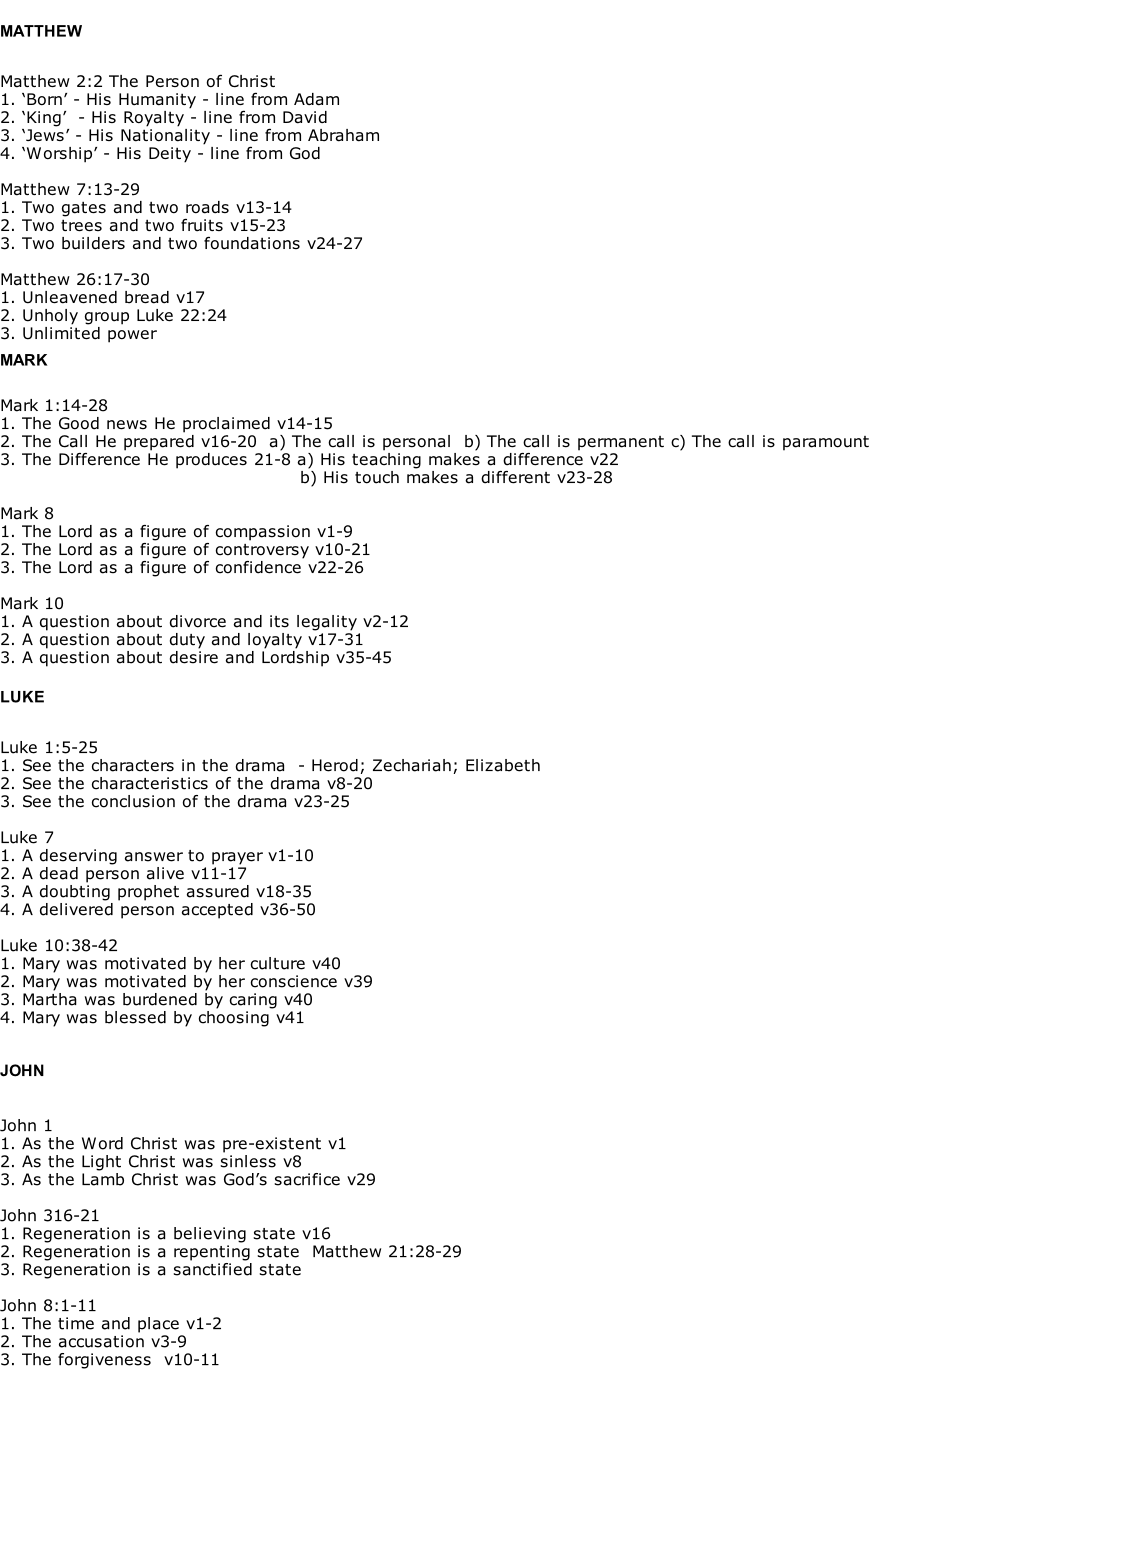 MATTHEW
Matthew 2:2 The Person of Christ
1. ‘Born’ - His Humanity - line from Adam
2. ‘King’  - His Royalty - line from David
3. ‘Jews’ - His Nationality - line from Abraham
4. ‘Worship’ - His Deity - line from God
Matthew 7:13-29
1. Two gates and two roads v13-14
2. Two trees and two fruits v15-23
3. Two builders and two foundations v24-27
Matthew 26:17-30
1. Unleavened bread v17
2. Unholy group Luke 22:24
3. Unlimited power
MARK
Mark 1:14-28
1. The Good news He proclaimed v14-15
2. The Call He prepared v16-20  a) The call is personal  b) The call is permanent c) The call is paramount
3. The Difference He produces 21-8 a) His teaching makes a difference v22
b) His touch makes a different v23-28
Mark 8
1. The Lord as a figure of compassion v1-9
2. The Lord as a figure of controversy v10-21
3. The Lord as a figure of confidence v22-26
Mark 10
1. A question about divorce and its legality v2-12
2. A question about duty and loyalty v17-31
3. A question about desire and Lordship v35-45
LUKE
Luke 1:5-25
1. See the characters in the drama  - Herod; Zechariah; Elizabeth
2. See the characteristics of the drama v8-20
3. See the conclusion of the drama v23-25
Luke 7
1. A deserving answer to prayer v1-10
2. A dead person alive v11-17
3. A doubting prophet assured v18-35
4. A delivered person accepted v36-50
Luke 10:38-42
1. Mary was motivated by her culture v40
2. Mary was motivated by her conscience v39
3. Martha was burdened by caring v40
4. Mary was blessed by choosing v41
JOHN
John 1
1. As the Word Christ was pre-existent v1
2. As the Light Christ was sinless v8
3. As the Lamb Christ was God’s sacrifice v29
John 316-21
1. Regeneration is a believing state v16
2. Regeneration is a repenting state  Matthew 21:28-29
3. Regeneration is a sanctified state
John 8:1-11
1. The time and place v1-2
2. The accusation v3-9
3. The forgiveness  v10-11